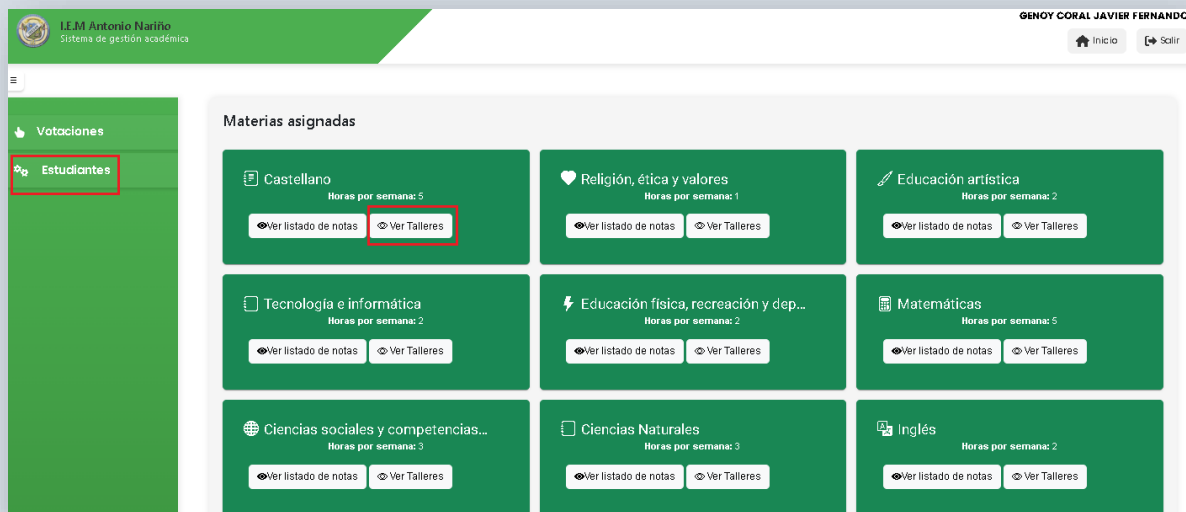 I.E.M Antonio Nariño
Sistema de gestión académica
GENOY CORAL JAVIER FERNANDO
Inicio
Salir
Votaciones
Estudiantes
Materias asignadas
Castellano
Horas por semana: 5
Ver listado de notas
Ver Talleres
Religión, ética y valores
Horas por semana: 1
Ver listado de notas
Ver Talleres
Educación artística
Horas por semana: 2
Ver listado de notas
Ver Talleres
Tecnología e informática
Horas por semana: 2
Ver listado de notas
Ver Talleres
Educación física, recreación y dep...
Horas por semana: 2
Ver listado de notas
Ver Talleres
Matemáticas
Horas por semana: 5
Ver listado de notas
Ver Talleres
Ciencias sociales y competencias...
Horas por semana: 3
Ver listado de notas
Ver Talleres
Ciencias Naturales
Horas por semana: 3
Ver listado de notas
Ver Talleres
Inglés
Horas por semana: 2
Ver listado de notas
Ver Talleres